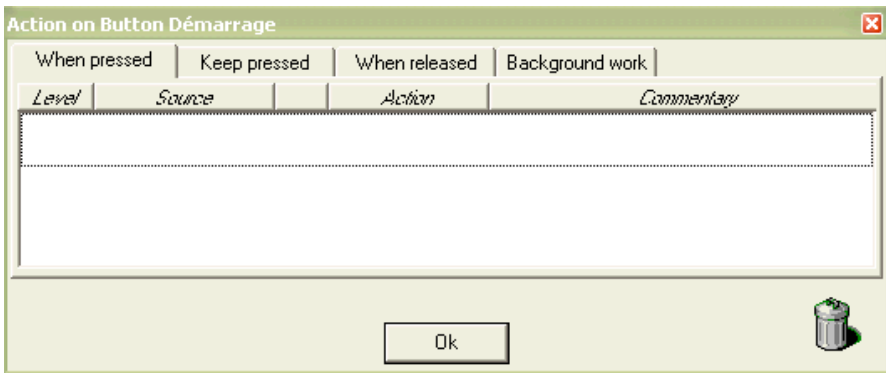 Action on Button Démarrage
When pressed Keep pressed When released Background work
Level Source Action Commentary
Ok